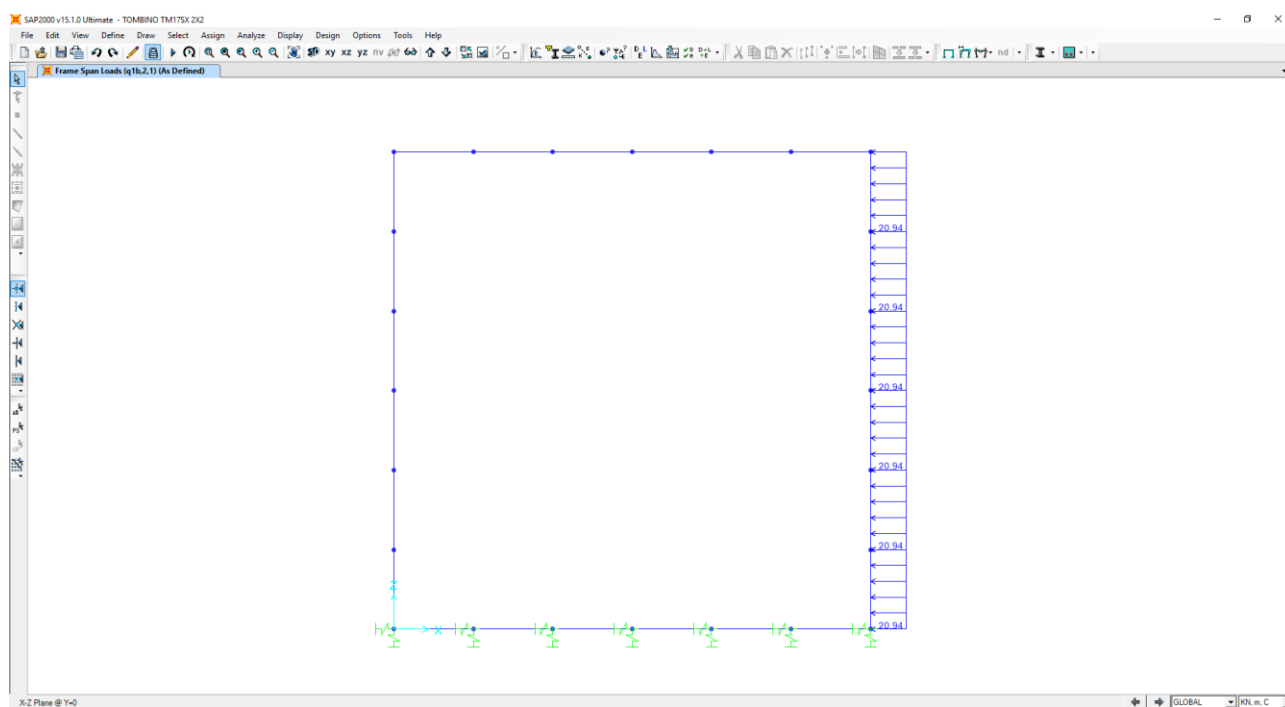 SAP2000 v15.1.0 Ultimate - TOMBINO TM17SX 2X2
File Edit View Define Draw Select Assign Analyze Display Design Options Tools Help
xy xz yz nv nd
Frame Span Loads (q1b,2,1) (As Defined)
20,94
20,94
20,94
20,94
20,94
Z
X
20,94
X-Z Plane @ Y=0
GLOBAL
KN, m, C